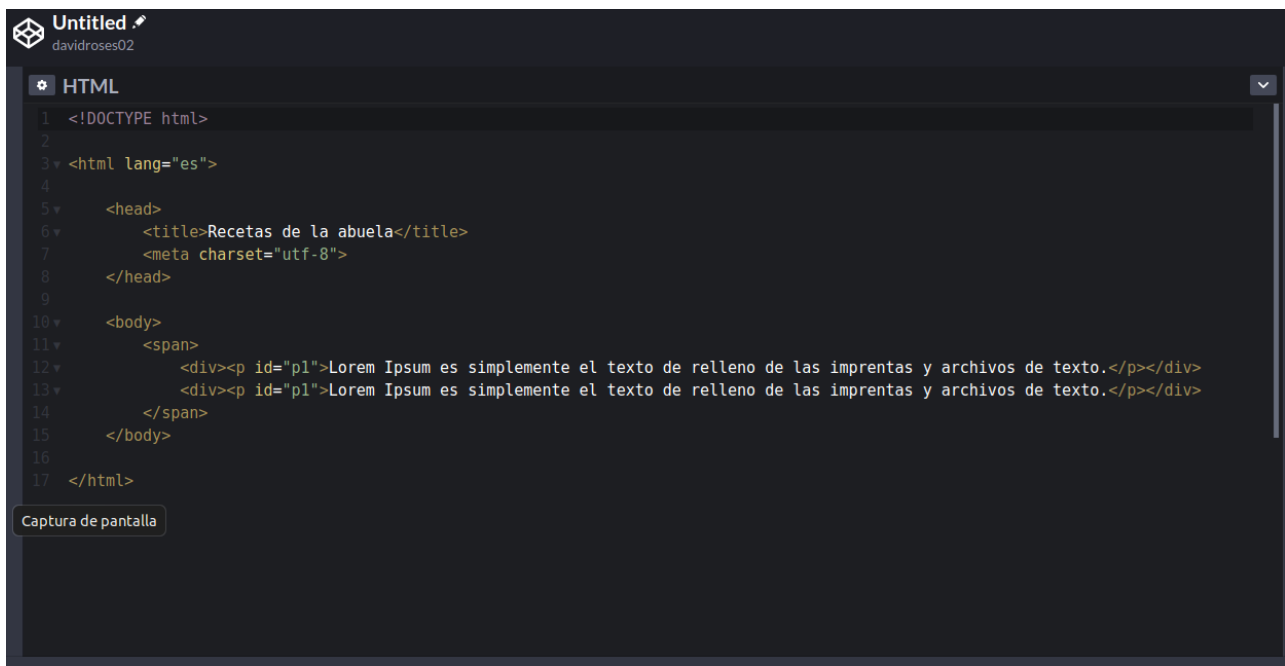 Untitled
davidroses02
HTML
1 <!DOCTYPE html>
2
3 <html lang="es">
4
5 <head>
6 <title>Recetas de la abuela</title>
7 <meta charset="utf-8">
8 </head>
9
10 <body>
11 <span>
12 <div><p id="p1">Lorem Ipsum es simplemente el texto de relleno de las imprentas y archivos de texto.</p></div>
13 <div><p id="p1">Lorem Ipsum es simplemente el texto de relleno de las imprentas y archivos de texto.</p></div>
14 </span>
15 </body>
16
17 </html>
Captura de pantalla